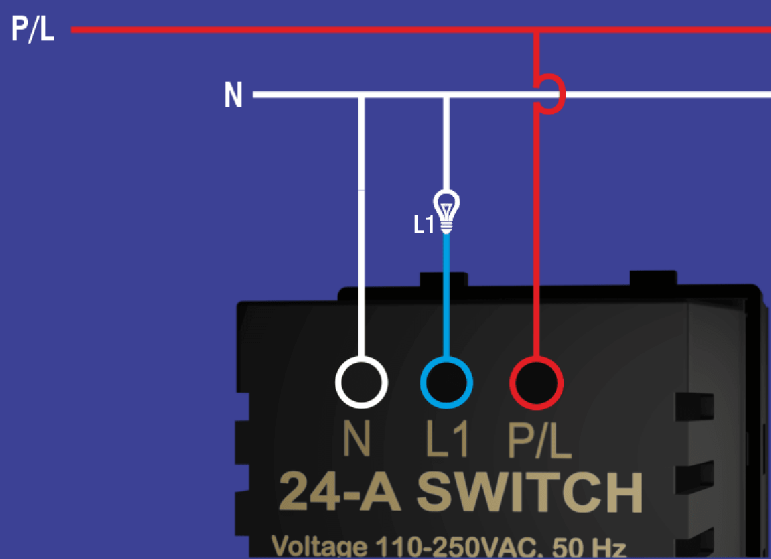 P/L
N
L1
N L1 P/L
24-A SWITCH
Voltage 110-250VAC, 50 Hz